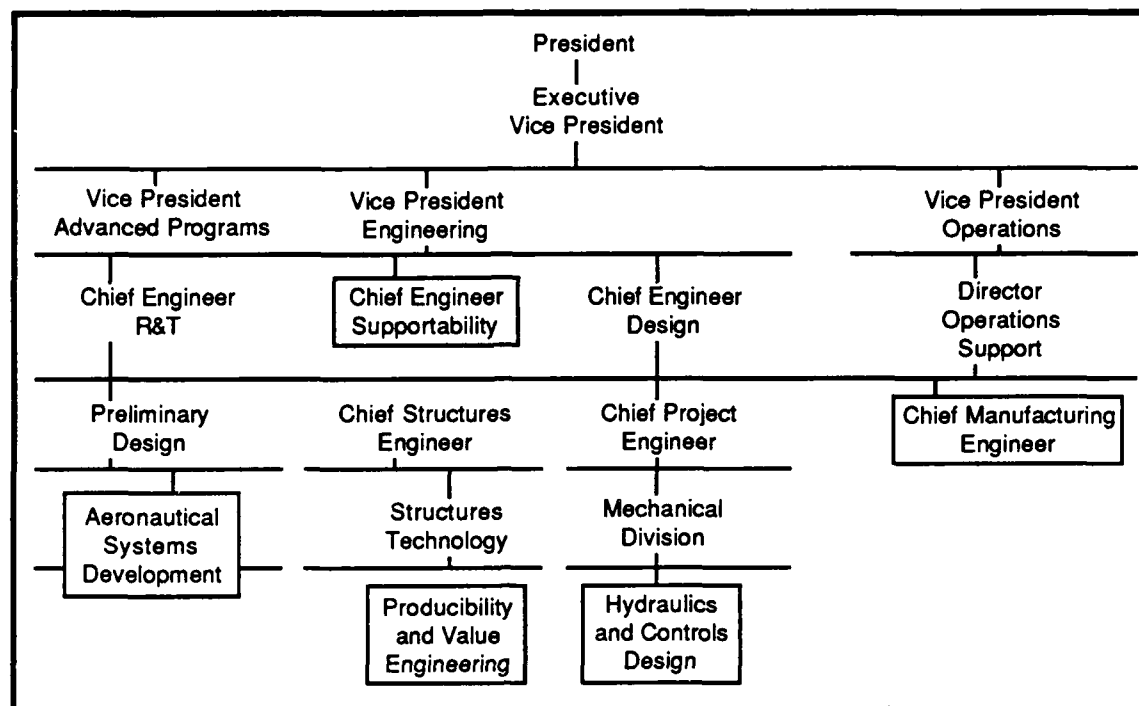 President
Executive
Vice President
Vice President
Advanced Programs
Vice President
Engineering
Vice President
Operations
Chief Engineer
R&T
Chief Engineer
Supportability
Chief Engineer
Design
Director
Operations
Support
Preliminary
Design
Chief Structures
Engineer
Chief Project
Engineer
Chief Manufacturing
Engineer
Aeronautical
Systems
Development
Structures
Technology
Mechanical
Division
Producibility
and Value
Engineering
Hydraulics
and Controls
Design